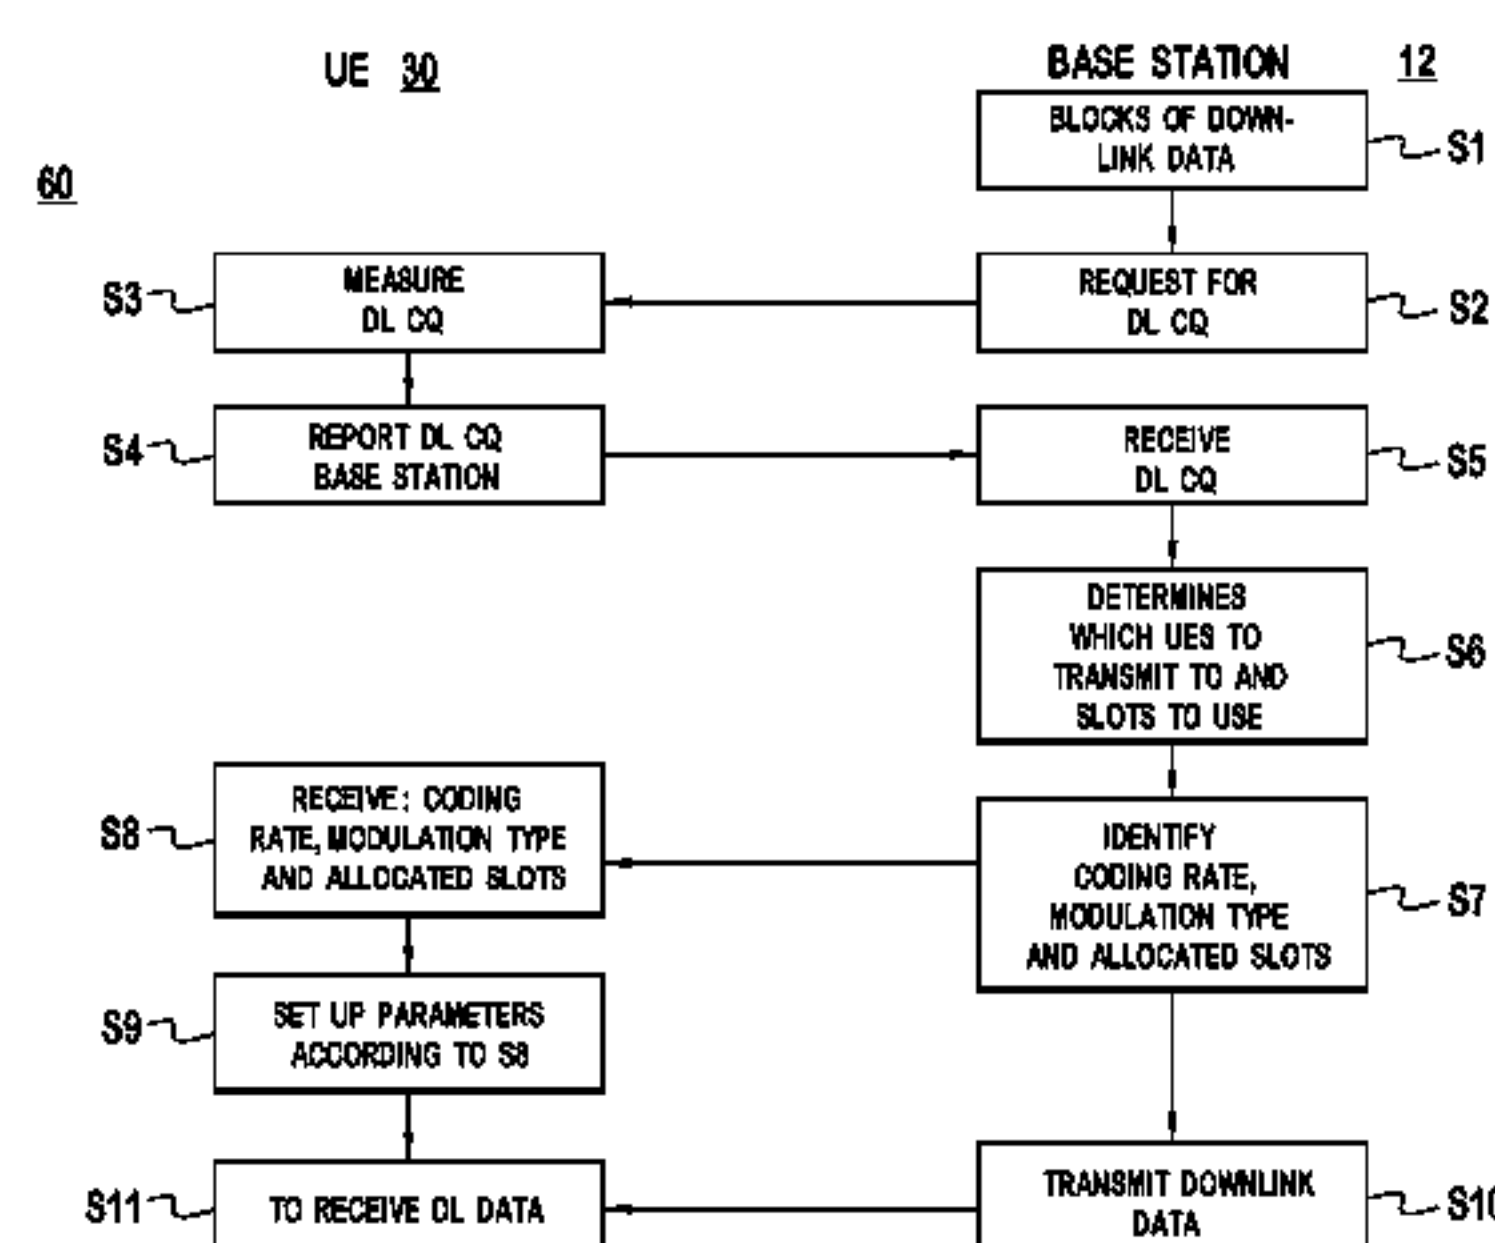 UE 30
BASE STATION 12
60
BLOCKS OF DOWN-
LINK DATA
S1
S3
MEASURE
DL CQ
REQUEST FOR
DL CQ
S2
S4
REPORT DL CQ
BASE STATION
RECEIVE
DL CQ
S5
DETERMINES
WHICH UES TO
TRANSMIT TO AND
SLOTS TO USE
S6
S8
RECEIVE: CODING
RATE, MODULATION TYPE
AND ALLOCATED SLOTS
IDENTIFY
CODING RATE,
MODULATION TYPE
AND ALLOCATED SLOTS
S7
S9
SET UP PARAMETERS
ACCORDING TO S8
S11
TO RECEIVE DL DATA
TRANSMIT DOWNLINK
DATA
S10